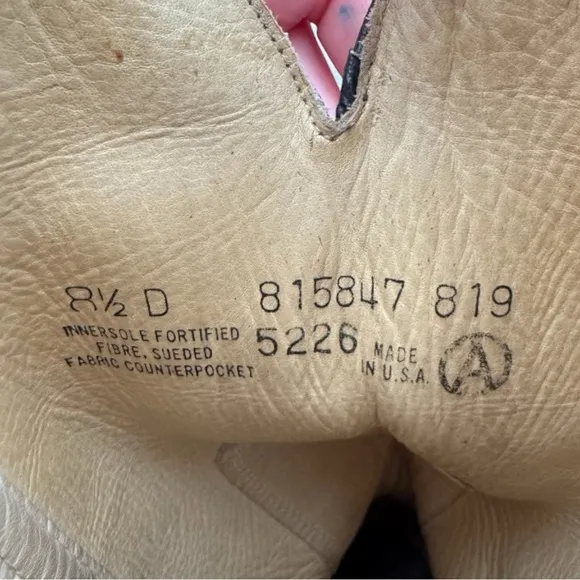 8½ D 815847 819
INNERSOLE FORTIFIED 5226 MADE
FIBRE, SUEDED IN U.S.A. A
FABRIC COUNTERPOCKET